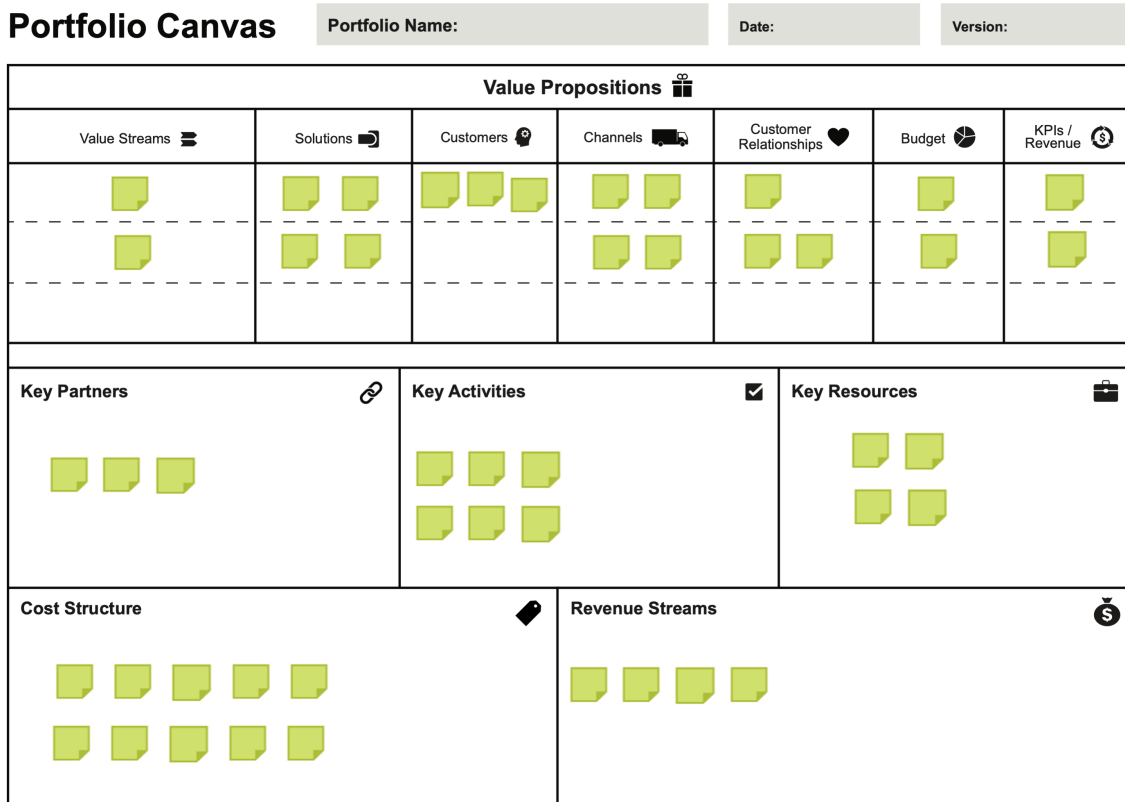 Portfolio Canvas
Portfolio Name:
Date:
Version:
Value Propositions
Value Streams
Solutions
Customers
Channels
Customer
Relationships
Budget
KPIs /
Revenue
Key Partners
Key Activities
Key Resources
Cost Structure
Revenue Streams